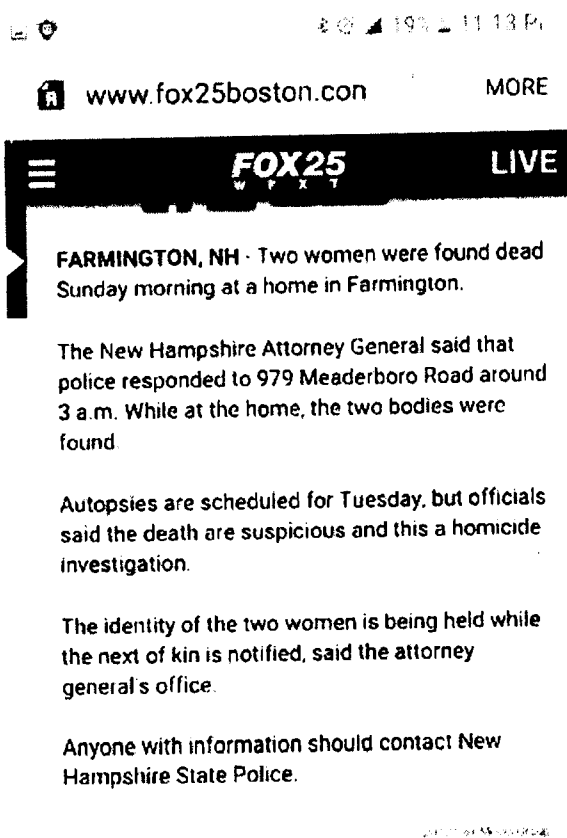 19% 11:13 P
www.fox25boston.con
MORE
FOX25
WFXT
LIVE
FARMINGTON, NH - Two women were found dead
Sunday morning at a home in Farmington.
The New Hampshire Attorney General said that
police responded to 979 Meaderboro Road around
3 a.m. While at the home, the two bodies were
found.
Autopsies are scheduled for Tuesday, but officials
said the death are suspicious and this a homicide
investigation.
The identity of the two women is being held while
the next of kin is notified, said the attorney
general's office.
Anyone with information should contact New
Hampshire State Police.